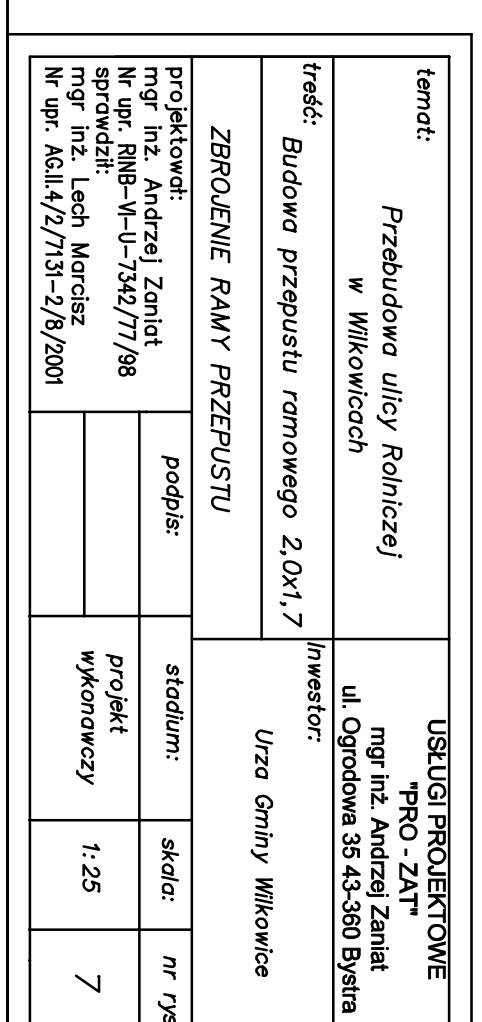 temat:
Przebudowa ulicy Rolniczej
w Wilkowicach
USŁUGI PROJEKTOWE
"PRO - ZAT"
mgr inż. Andrzej Zaniat
ul. Ogrodowa 35 43-360 Bystra
treść:
Budowa przepustu ramowego 2,0x1,7
Inwestor:
Urza Gminy Wilkowice
ZBROJENIE RAMY PRZEPUSTU
projektował:
mgr inż. Andrzej Zaniat
Nr upr. RINB-VI-U-7342/77/98
sprawdził:
mgr inż. Lech Marcisz
Nr upr. AG.II.4/2/7131-2/8/2001
podpis:
stadium:
projekt
wykonawczy
skala:
1:25
nr rys
7